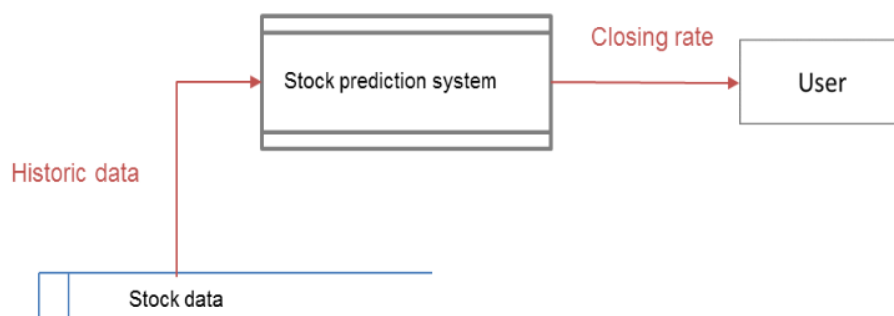 Closing rate
Stock prediction system
User
Historic data
Stock data